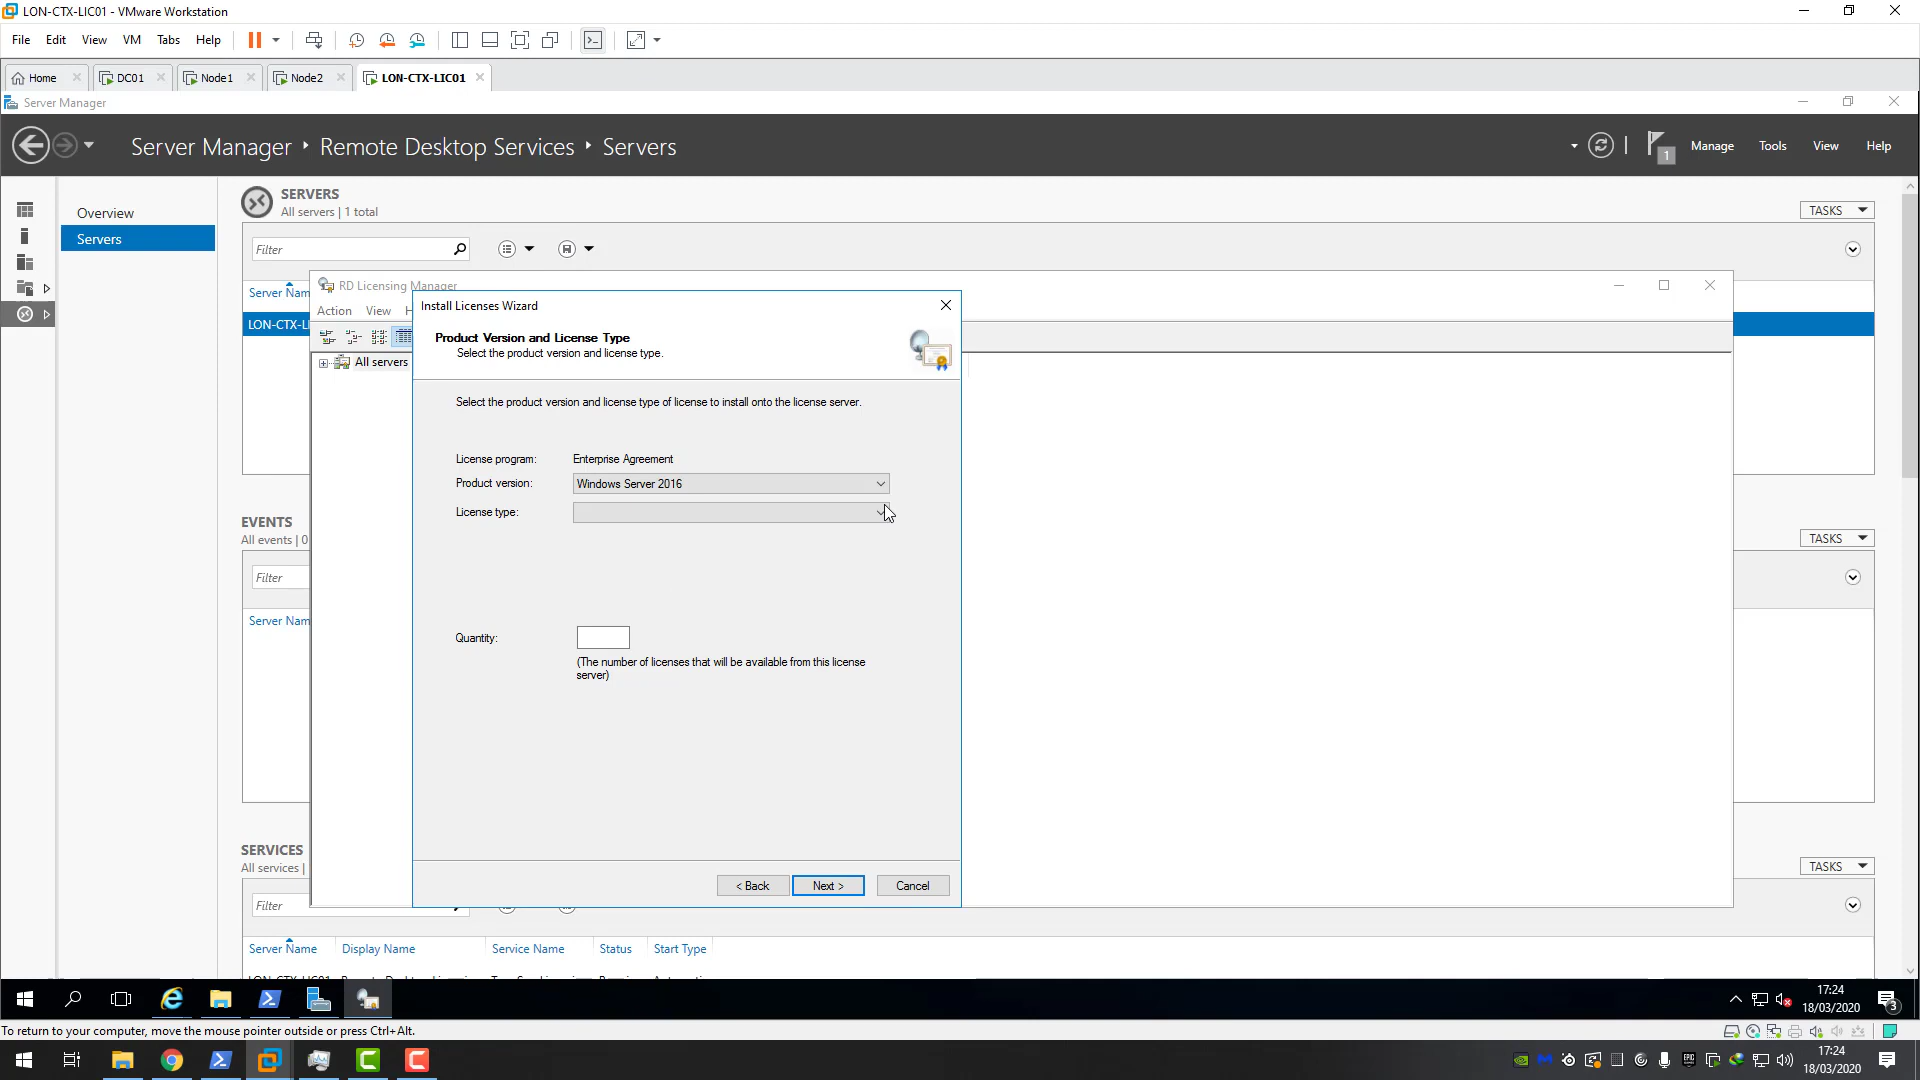 LON-CTX-LIC01 - VMware Workstation
File Edit View VM Tabs Help
Home DC01 Node1 Node2 LON-CTX-LIC01
Server Manager
Server Manager Remote Desktop Services Servers
1 Manage Tools View Help
Overview
Servers
SERVERS
All servers | 1 total
TASKS
Filter
Server Nam
LON-CTX-L
RD Licensing Manager
Action View H
All servers
Install Licenses Wizard
Product Version and License Type
Select the product version and license type.
Select the product version and license type of license to install onto the license server.
License program: Enterprise Agreement
Product version: Windows Server 2016
License type:
Quantity:
(The number of licenses that will be available from this license
server)
< Back Next > Cancel
EVENTS
All events | 0
TASKS
Filter
Server Nam
SERVICES
All services |
TASKS
Filter
Server Name Display Name Service Name Status Start Type
17:24
18/03/2020
3
To return to your computer, move the mouse pointer outside or press Ctrl+Alt.
17:24
18/03/2020